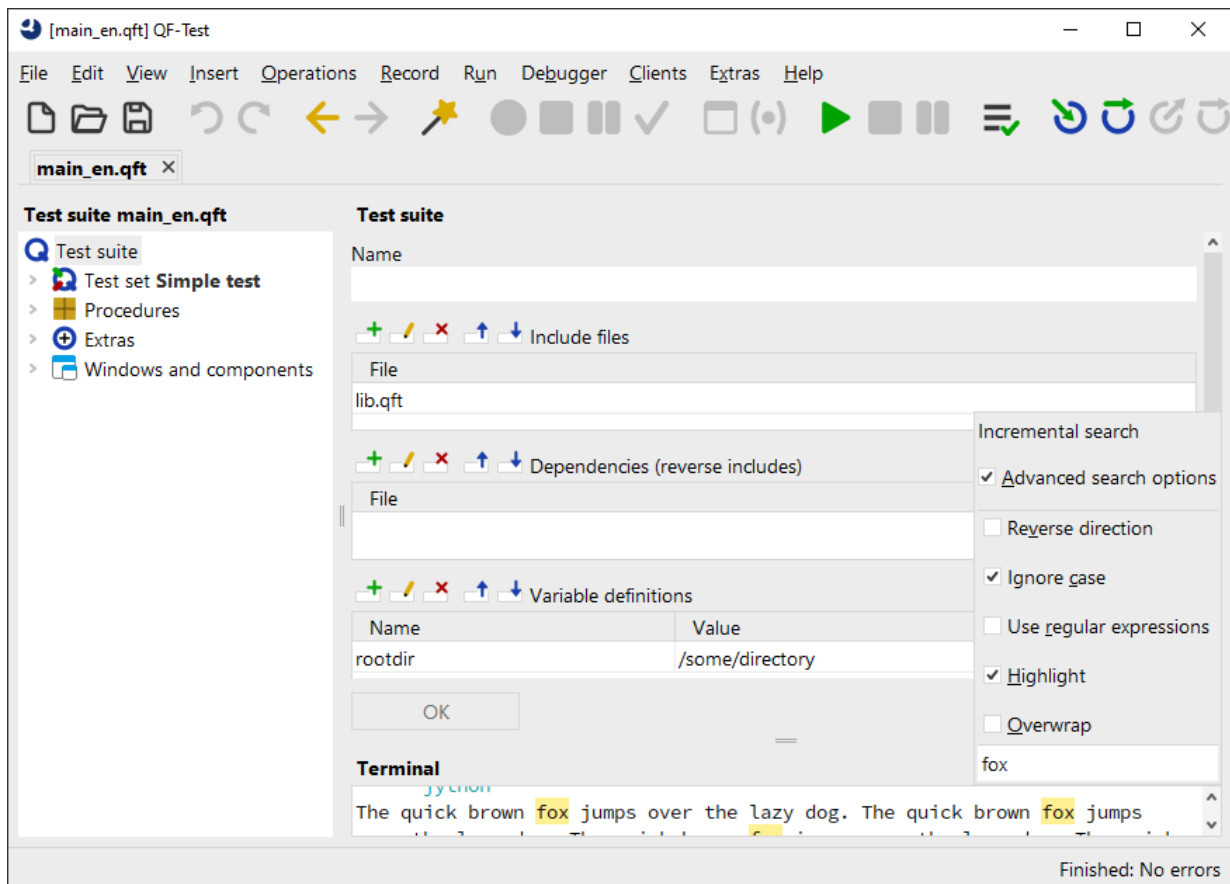 [main_en.qft] QF-Test
File Edit View Insert Operations Record Run Debugger Clients Extras Help
main_en.qft
Test suite main_en.qft
Test suite
Test set Simple test
Procedures
Extras
Windows and components
Test suite
Name
Include files
File
lib.qft
Dependencies (reverse includes)
File
Variable definitions
Name Value
rootdir /some/directory
OK
Incremental search
Advanced search options
Reverse direction
Ignore case
Use regular expressions
Highlight
Overwrap
fox
Terminal
jython
The quick brown fox jumps over the lazy dog. The quick brown fox jumps
Finished: No errors